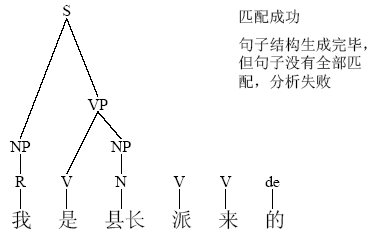 S
匹配成功
句子结构生成完毕，
但句子没有全部匹
配，分析失败
VP
NP NP
R V N V V de
我 是 县长 派 来 的